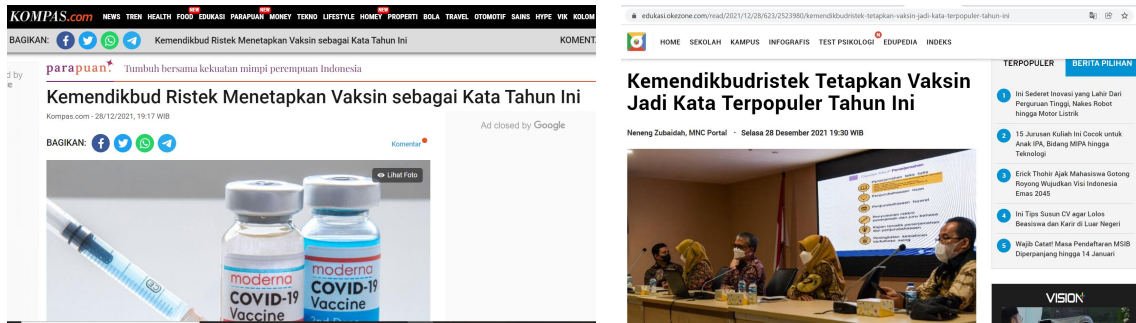 KOMPAS.com NEWS TREN HEALTH FOOD EDUKASI PARAPUAN MONEY TEKNO LIFESTYLE HOMEY PROPERTI BOLA TRAVEL OTOMOTIF SAINS HYPE VIK KOLOM
NEW NEW NEW
BAGIKAN: Kemendikbud Ristek Menetapkan Vaksin sebagai Kata Tahun Ini KOMENT
d by
parapuan. Tumbuh bersama kekuatan mimpi perempuan Indonesia
Kemendikbud Ristek Menetapkan Vaksin sebagai Kata Tahun Ini
Kompas.com - 28/12/2021, 19:17 WIB
Ad closed by Google
BAGIKAN: Komentar
Lihat Foto
moderna moderna
COVID-19 COVID-19
Vaccine Vaccine
edukasi.okezone.com/read/2021/12/28/623/2523980/kemendikbudristek-tetapkan-vaksin-jadi-kata-terpopuler-tahun-ini
HOME SEKOLAH KAMPUS INFOGRAFIS TEST PSIKOLOGI N EDUPEDIA INDEKS
Kemendikbudristek Tetapkan Vaksin
Jadi Kata Terpopuler Tahun Ini
Neneng Zubaidah, MNC Portal · Selasa 28 Desember 2021 19:30 WIB
TERPOPULER BERITA PILIHAN
1 Ini Sederet Inovasi yang Lahir Dari
Perguruan Tinggi, Nakes Robot
hingga Motor Listrik
2 15 Jurusan Kuliah Ini Cocok untuk
Anak IPA, Bidang MIPA hingga
Teknologi
3 Erick Thohir Ajak Mahasiswa Gotong
Royong Wujudkan Visi Indonesia
Emas 2045
4 Ini Tips Susun CV agar Lolos
Beasiswa dan Karir di Luar Negeri
5 Wajib Catat! Masa Pendaftaran MSIB
Diperpanjang hingga 14 Januari
VISION+